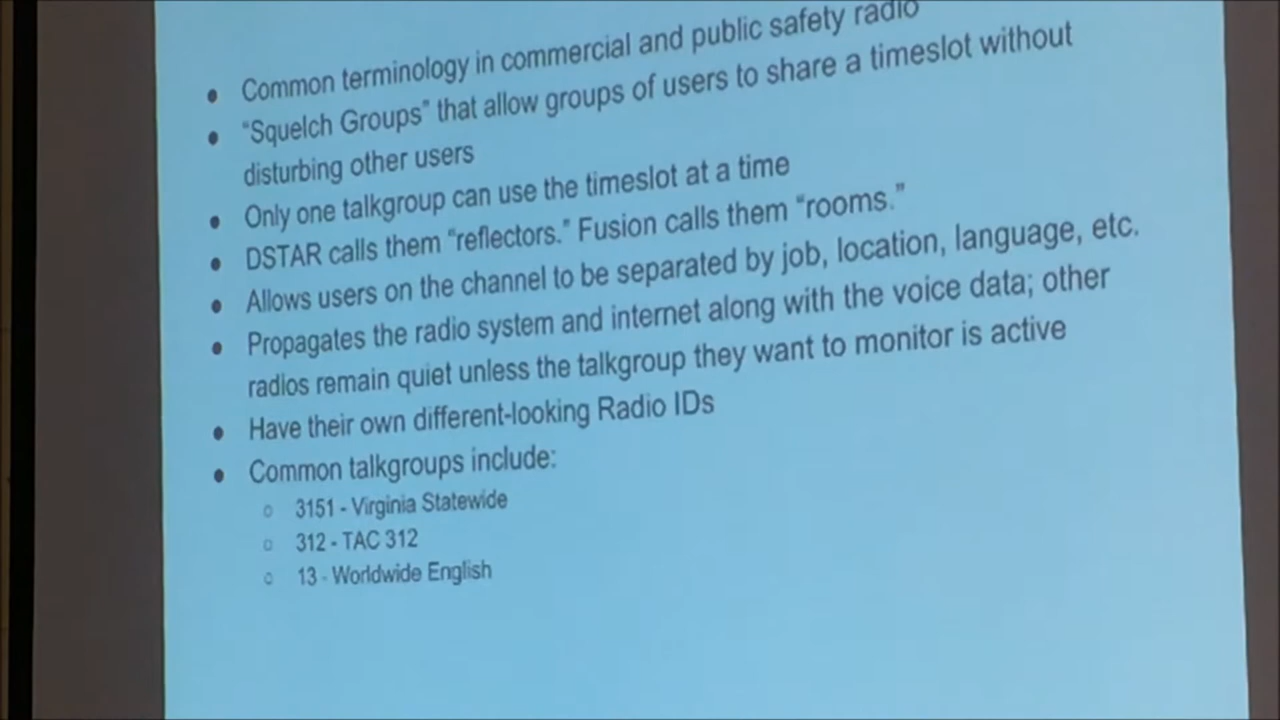 • Common terminology in commercial and public safety radio
• “Squelch Groups” that allow groups of users to share a timeslot without
disturbing other users
• Only one talkgroup can use the timeslot at a time
• DSTAR calls them “reflectors.” Fusion calls them “rooms.”
• Allows users on the channel to be separated by job, location, language, etc.
• Propagates the radio system and internet along with the voice data; other
radios remain quiet unless the talkgroup they want to monitor is active
• Have their own different-looking Radio IDs
• Common talkgroups include:
○ 3151 - Virginia Statewide
○ 312 - TAC 312
○ 13 - Worldwide English